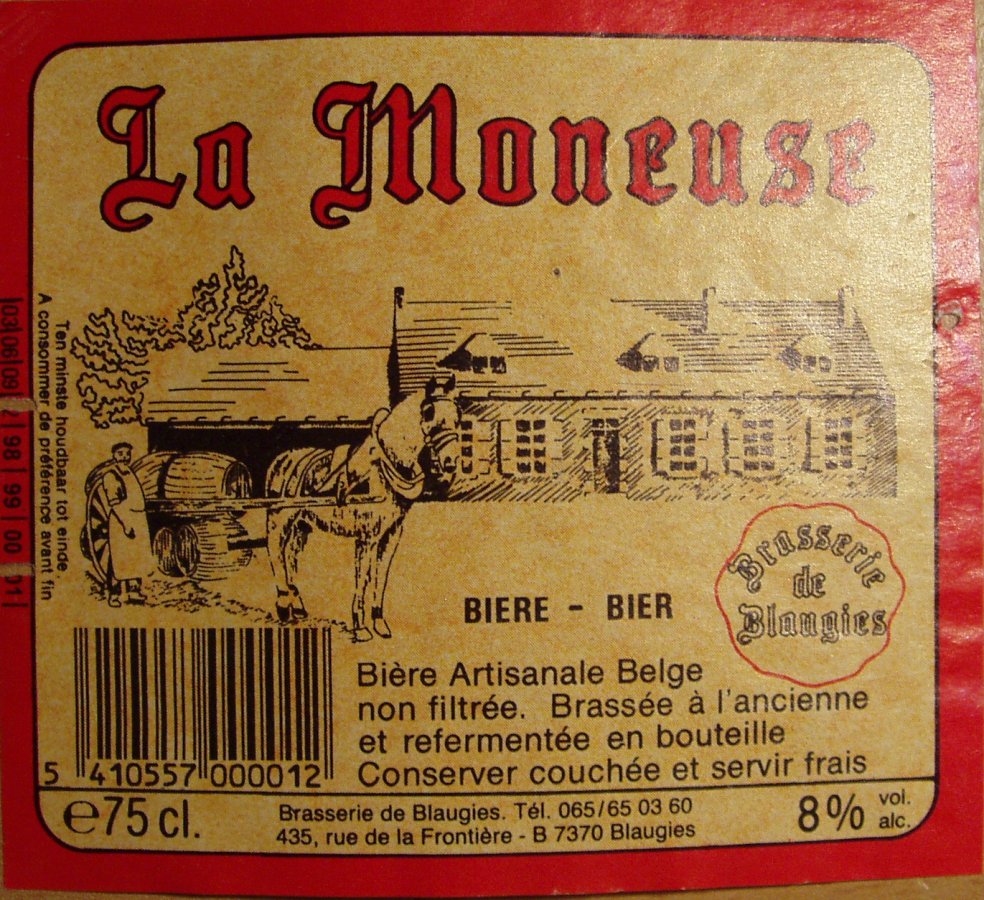 La Moneuse
Ten minste houdbaar tot einde
A consommer de préférence avant fin
|03|06|09|
98|99|00|01|
Brasserie
de
Blaugies
BIERE - BIER
Bière Artisanale Belge
non filtrée. Brassée à l'ancienne
et refermentée en bouteille
Conserver couchée et servir frais
5 410557 000012
e 75 cl.
Brasserie de Blaugies. Tél. 065/65 03 60
435, rue de la Frontière - B 7370 Blaugies
8% vol. alc.